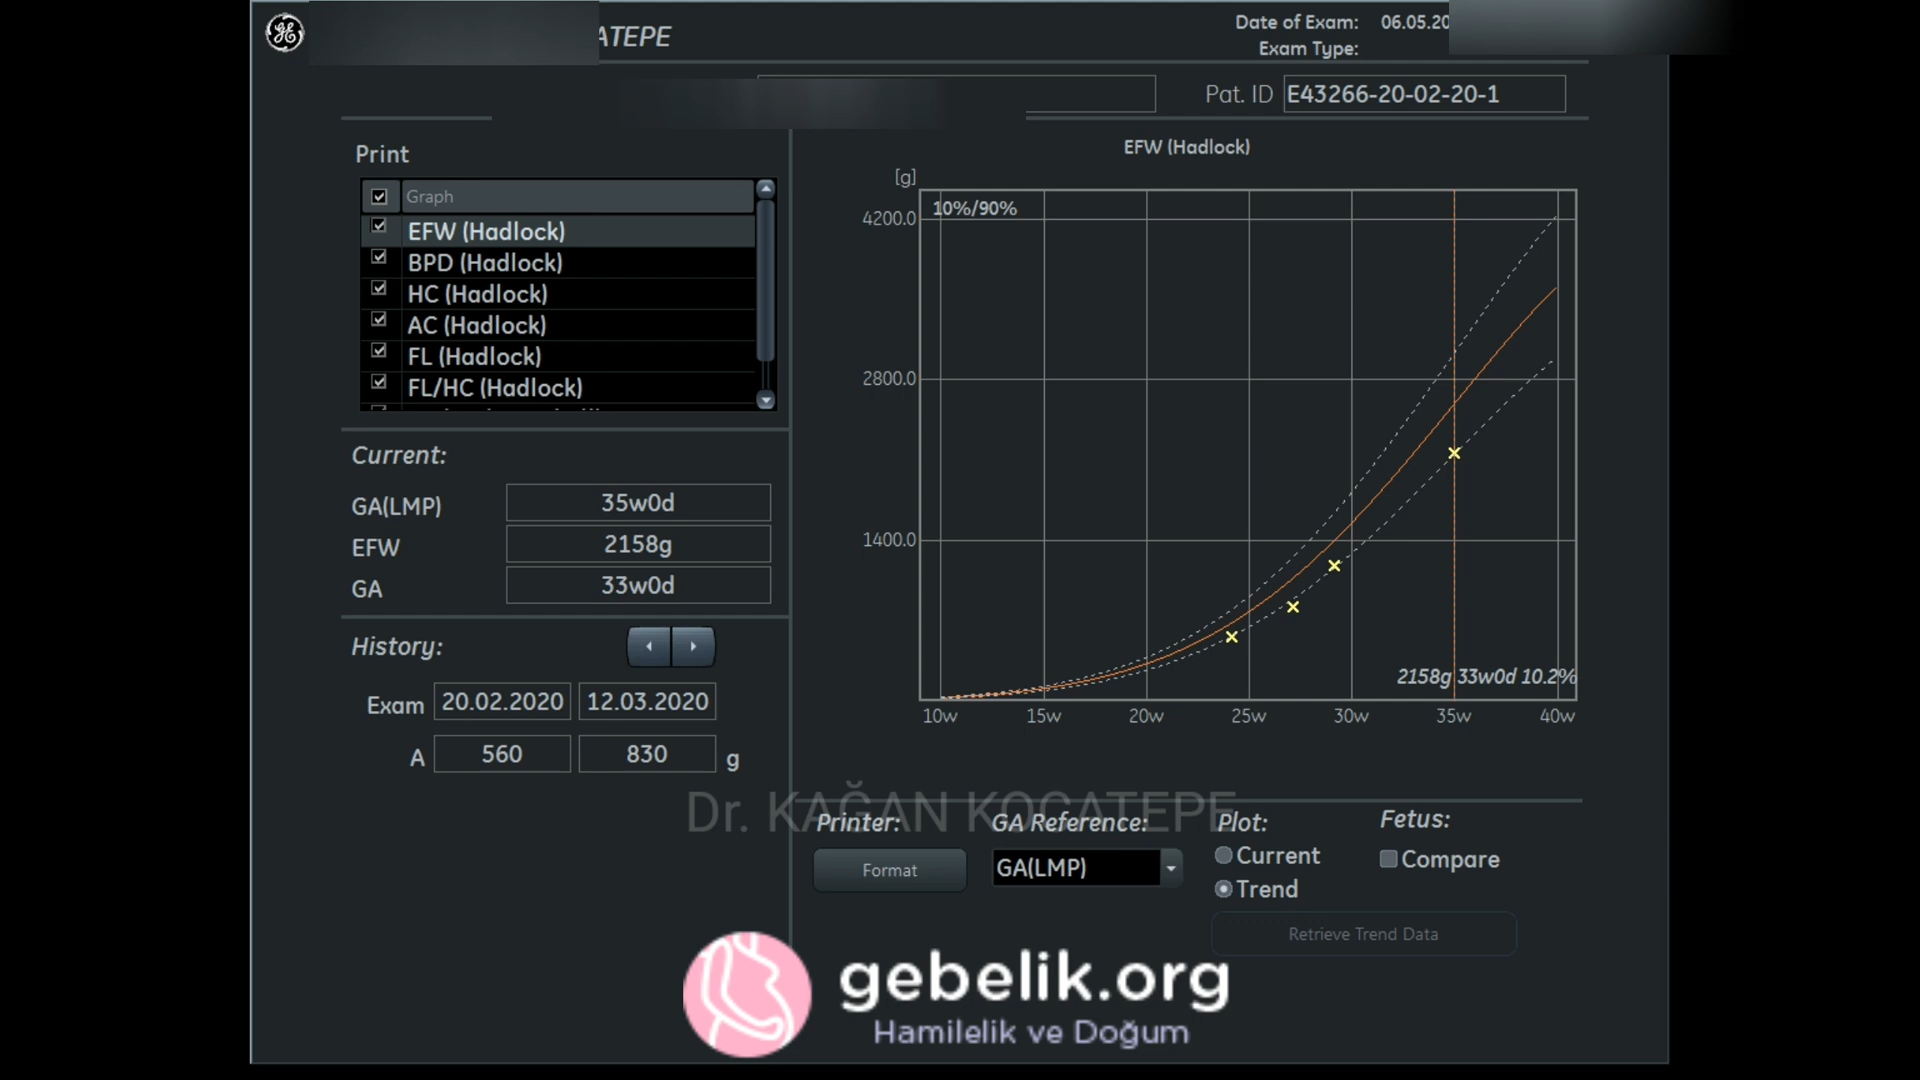 ATEPE
Date of Exam: 06.05.20
Exam Type:
Pat. ID E43266-20-02-20-1
Print
Graph
EFW (Hadlock)
BPD (Hadlock)
HC (Hadlock)
AC (Hadlock)
FL (Hadlock)
FL/HC (Hadlock)
Current:
GA(LMP) 35w0d
EFW 2158g
GA 33w0d
History:
Exam 20.02.2020 12.03.2020
A 560 830 g
EFW (Hadlock)
[g]
10%/90%
4200.0
2800.0
1400.0
2158g 33w0d 10.2%
10w 15w 20w 25w 30w 35w 40w
Dr. KAĞAN KOCATEPE
Printer: GA Reference: Plot: Fetus:
Format GA(LMP) Current Compare
Trend
Retrieve Trend Data
gebelik.org
Hamilelik ve Doğum